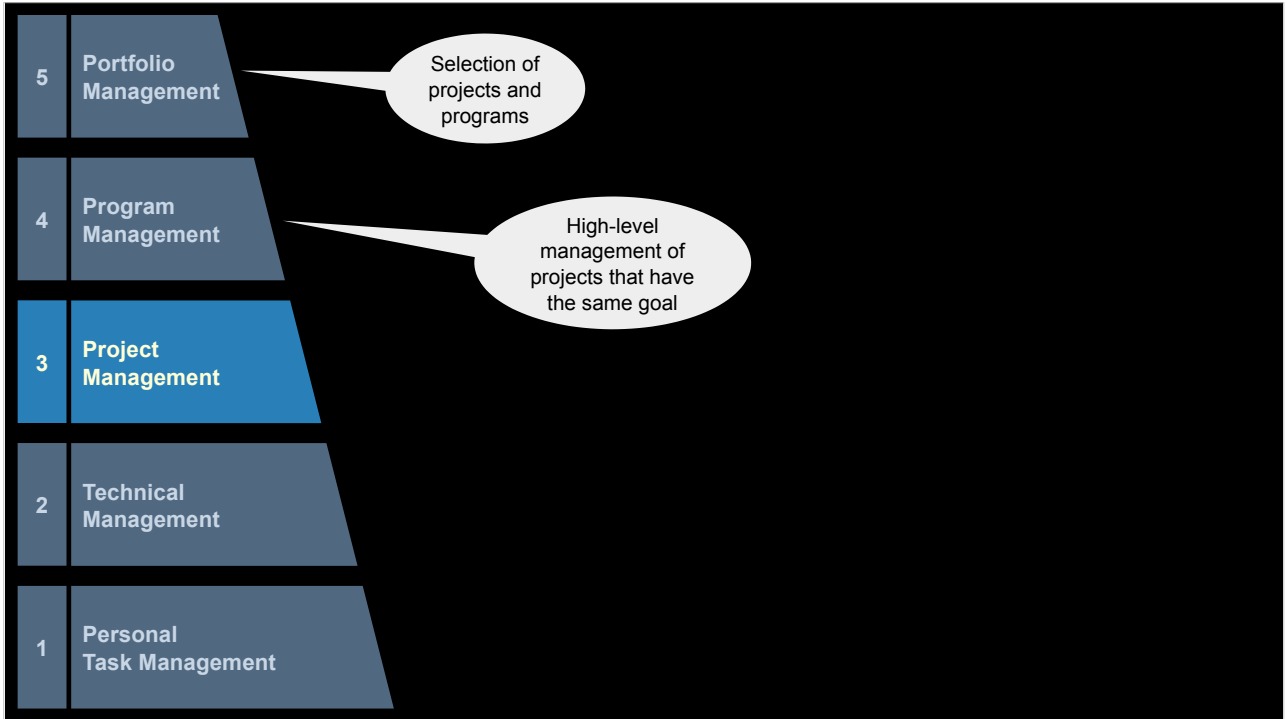 5
Portfolio
Management
Selection of
projects and
programs
4
Program
Management
High-level
management of
projects that have
the same goal
3
Project
Management
2
Technical
Management
1
Personal
Task Management